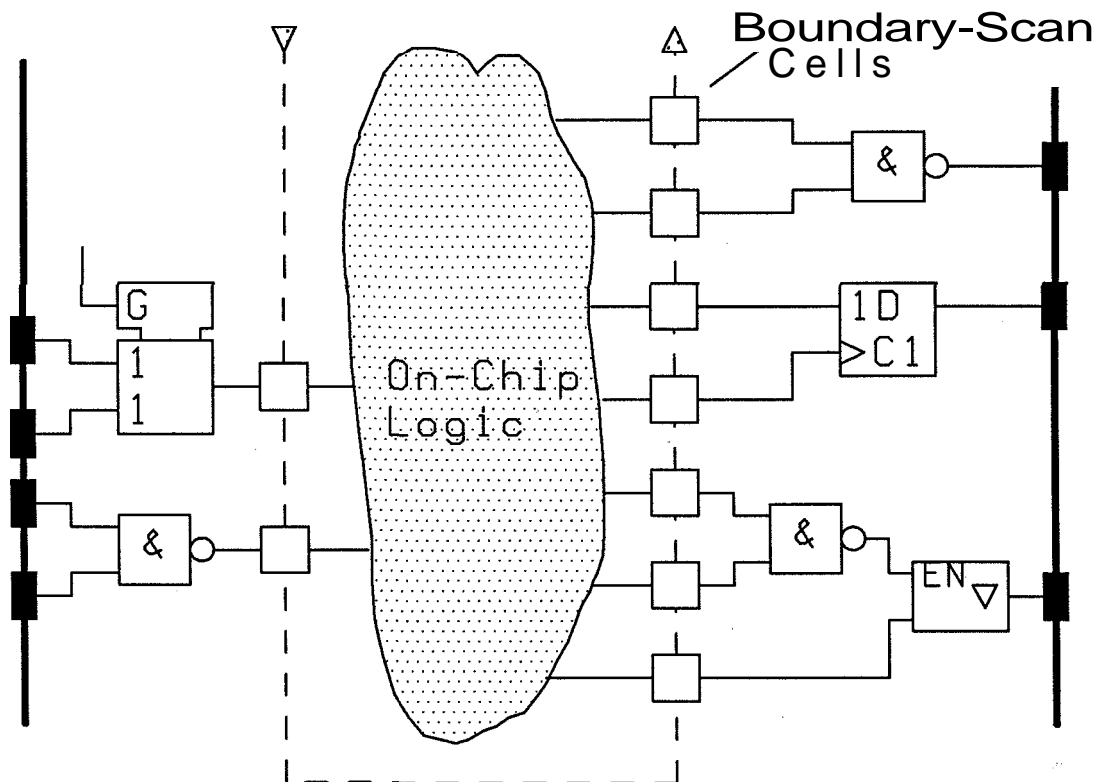 Boundary-Scan
Cells
&
G
1D
C1
1
1
On-Chip
Logic
&
&
EN